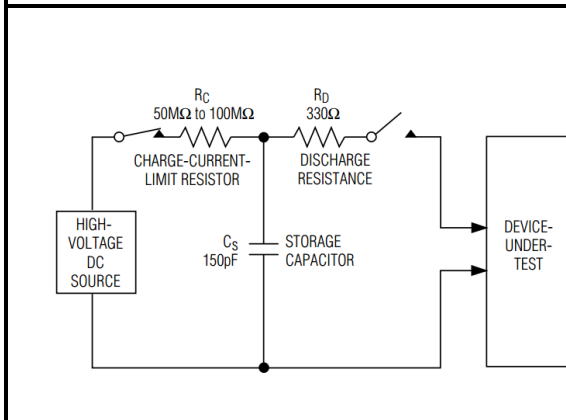 RC
50MΩ to 100MΩ
CHARGE-CURRENT-
LIMIT RESISTOR
RD
330Ω
DISCHARGE
RESISTANCE
HIGH-
VOLTAGE
DC
SOURCE
CS
150pF
STORAGE
CAPACITOR
DEVICE-
UNDER-
TEST